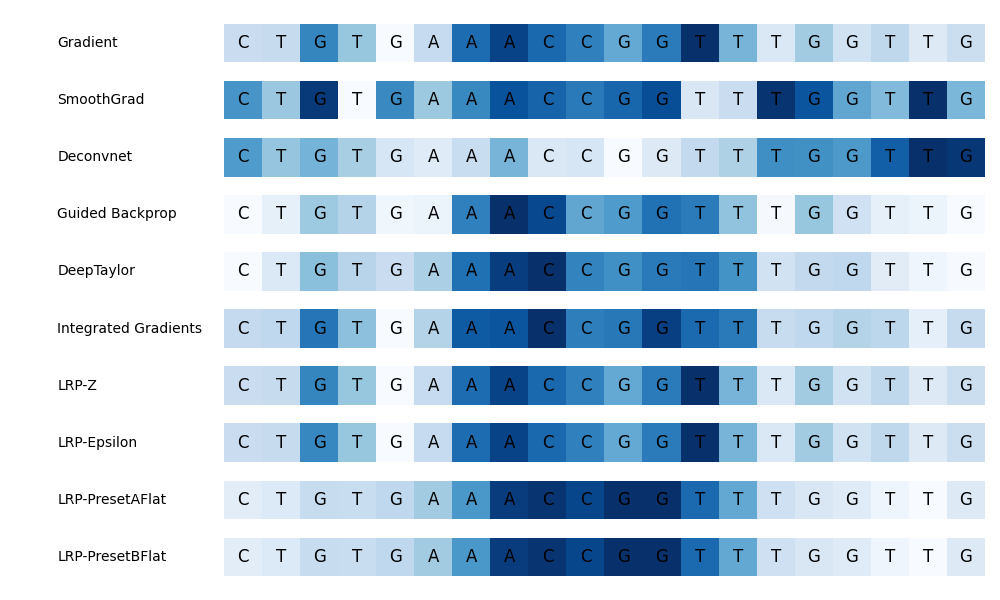 Gradient C T G T G A A A C C G G T T T G G T T G
SmoothGrad C T G T G A A A C C G G T T T G G T T G
Deconvnet C T G T G A A A C C G G T T T G G T T G
Guided Backprop C T G T G A A A C C G G T T T G G T T G
DeepTaylor C T G T G A A A C C G G T T T G G T T G
Integrated Gradients C T G T G A A A C C G G T T T G G T T G
LRP-Z C T G T G A A A C C G G T T T G G T T G
LRP-Epsilon C T G T G A A A C C G G T T T G G T T G
LRP-PresetAFlat C T G T G A A A C C G G T T T G G T T G
LRP-PresetBFlat C T G T G A A A C C G G T T T G G T T G